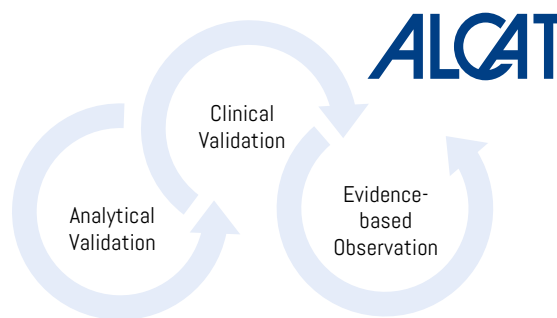 ALCAT
Clinical
Validation
Analytical
Validation
Evidence-
based
Observation